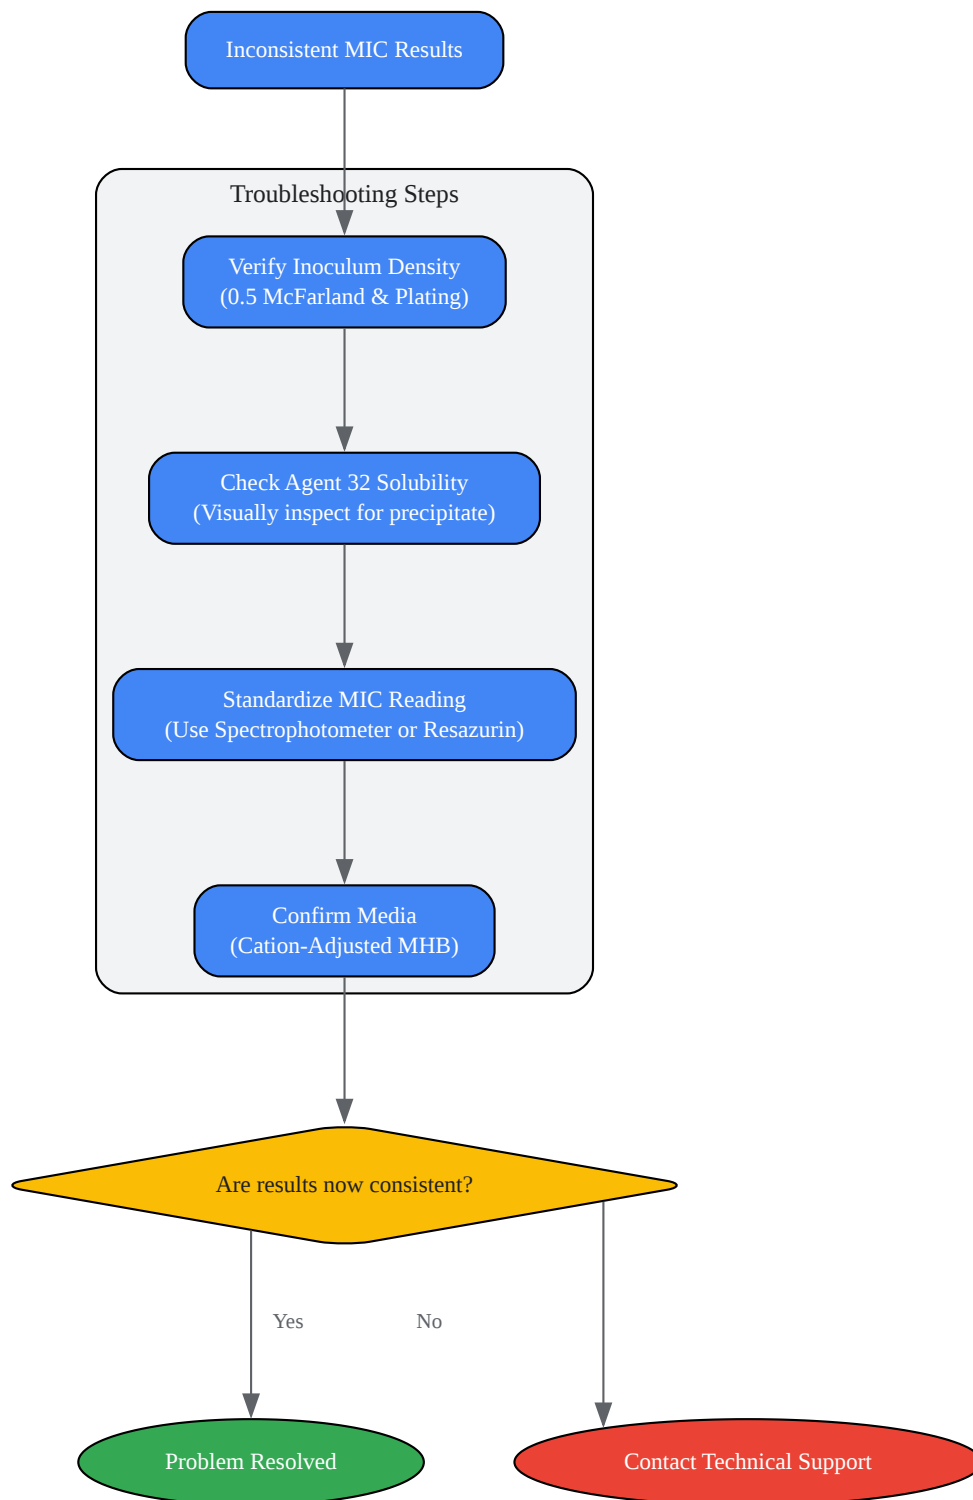 Inconsistent MIC Results
Troubleshooting Steps
Verify Inoculum Density
(0.5 McFarland & Plating)
Check Agent 32 Solubility
(Visually inspect for precipitate)
Standardize MIC Reading
(Use Spectrophotometer or Resazurin)
Confirm Media
(Cation-Adjusted MHB)
Are results now consistent?
Yes
No
Problem Resolved
Contact Technical Support